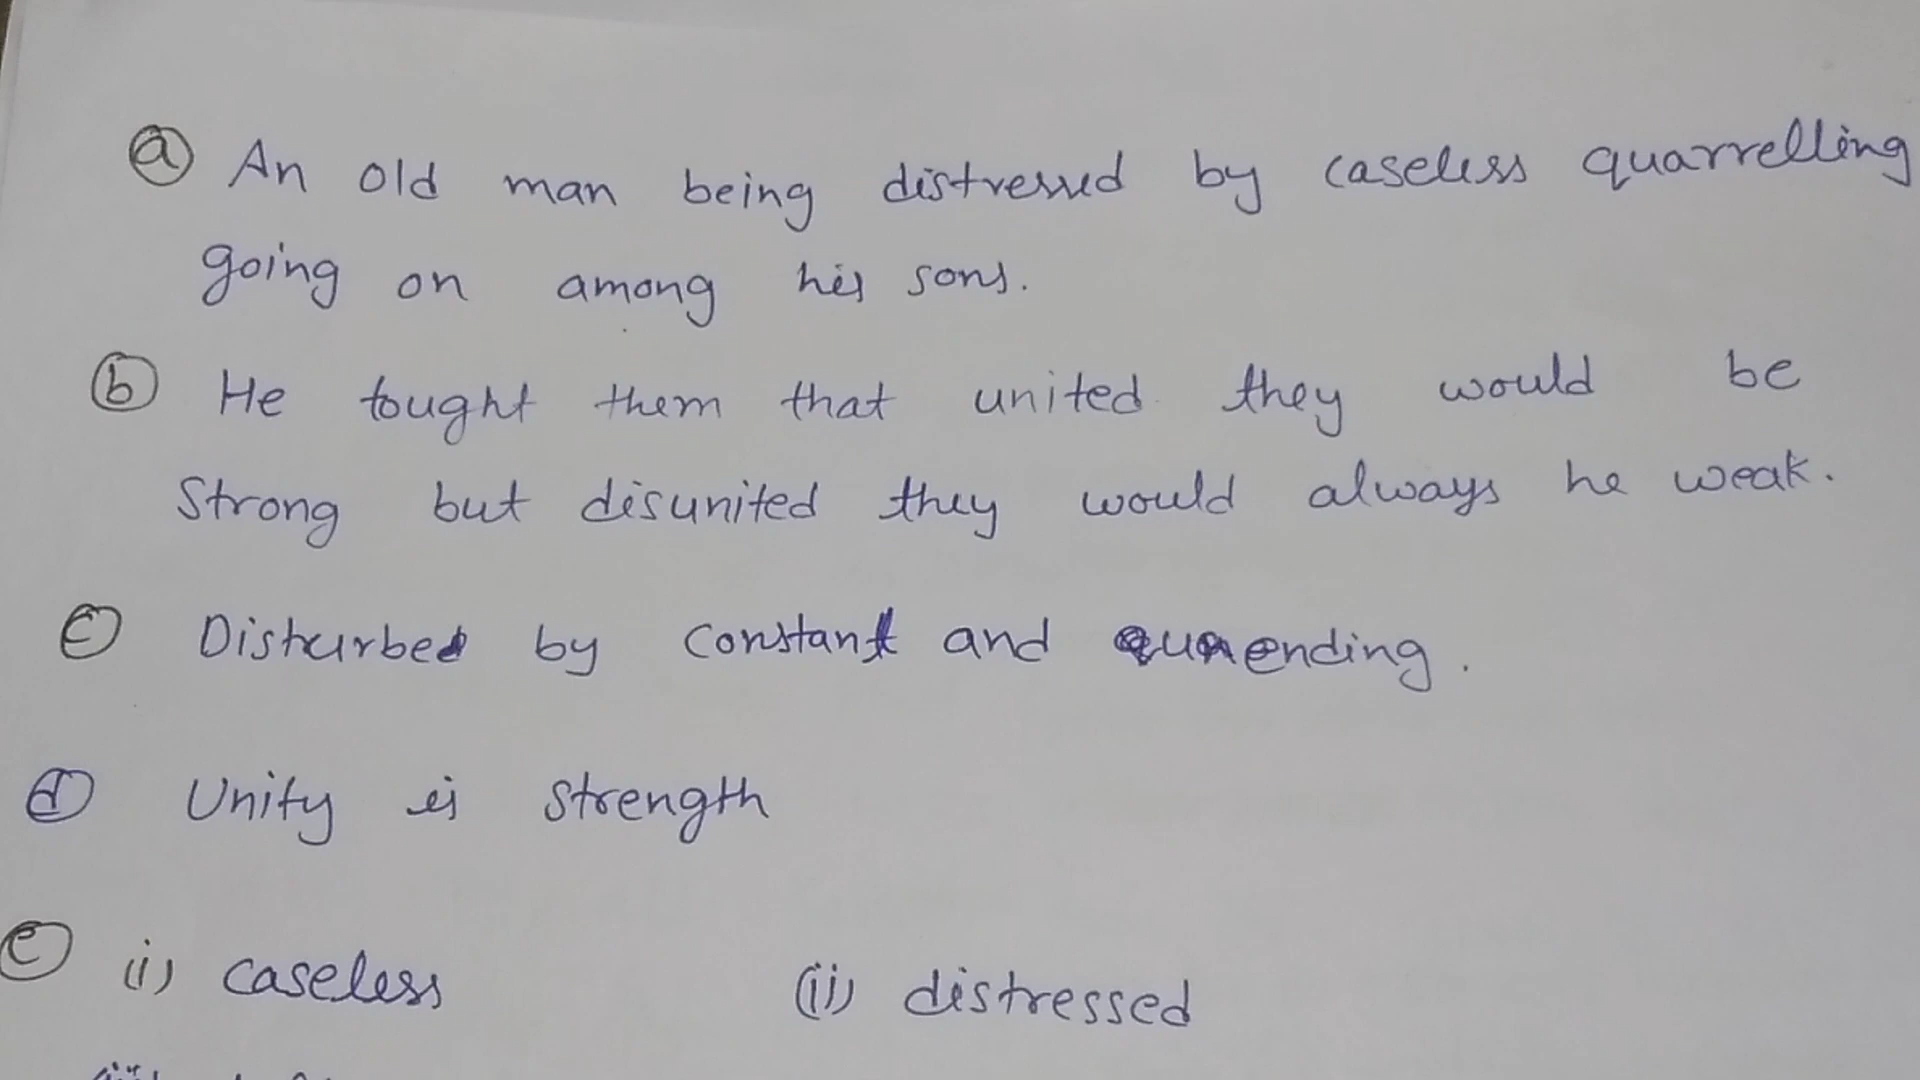 (a) An old man being distressed by caseless quarrelling
going on among his sons.
(b) He tought them that united they would be
Strong but disunited they would always he weak.
(c) Disturbed by constant and unending.
(d) Unity is strength
(e) (i) caseless (ii) distressed